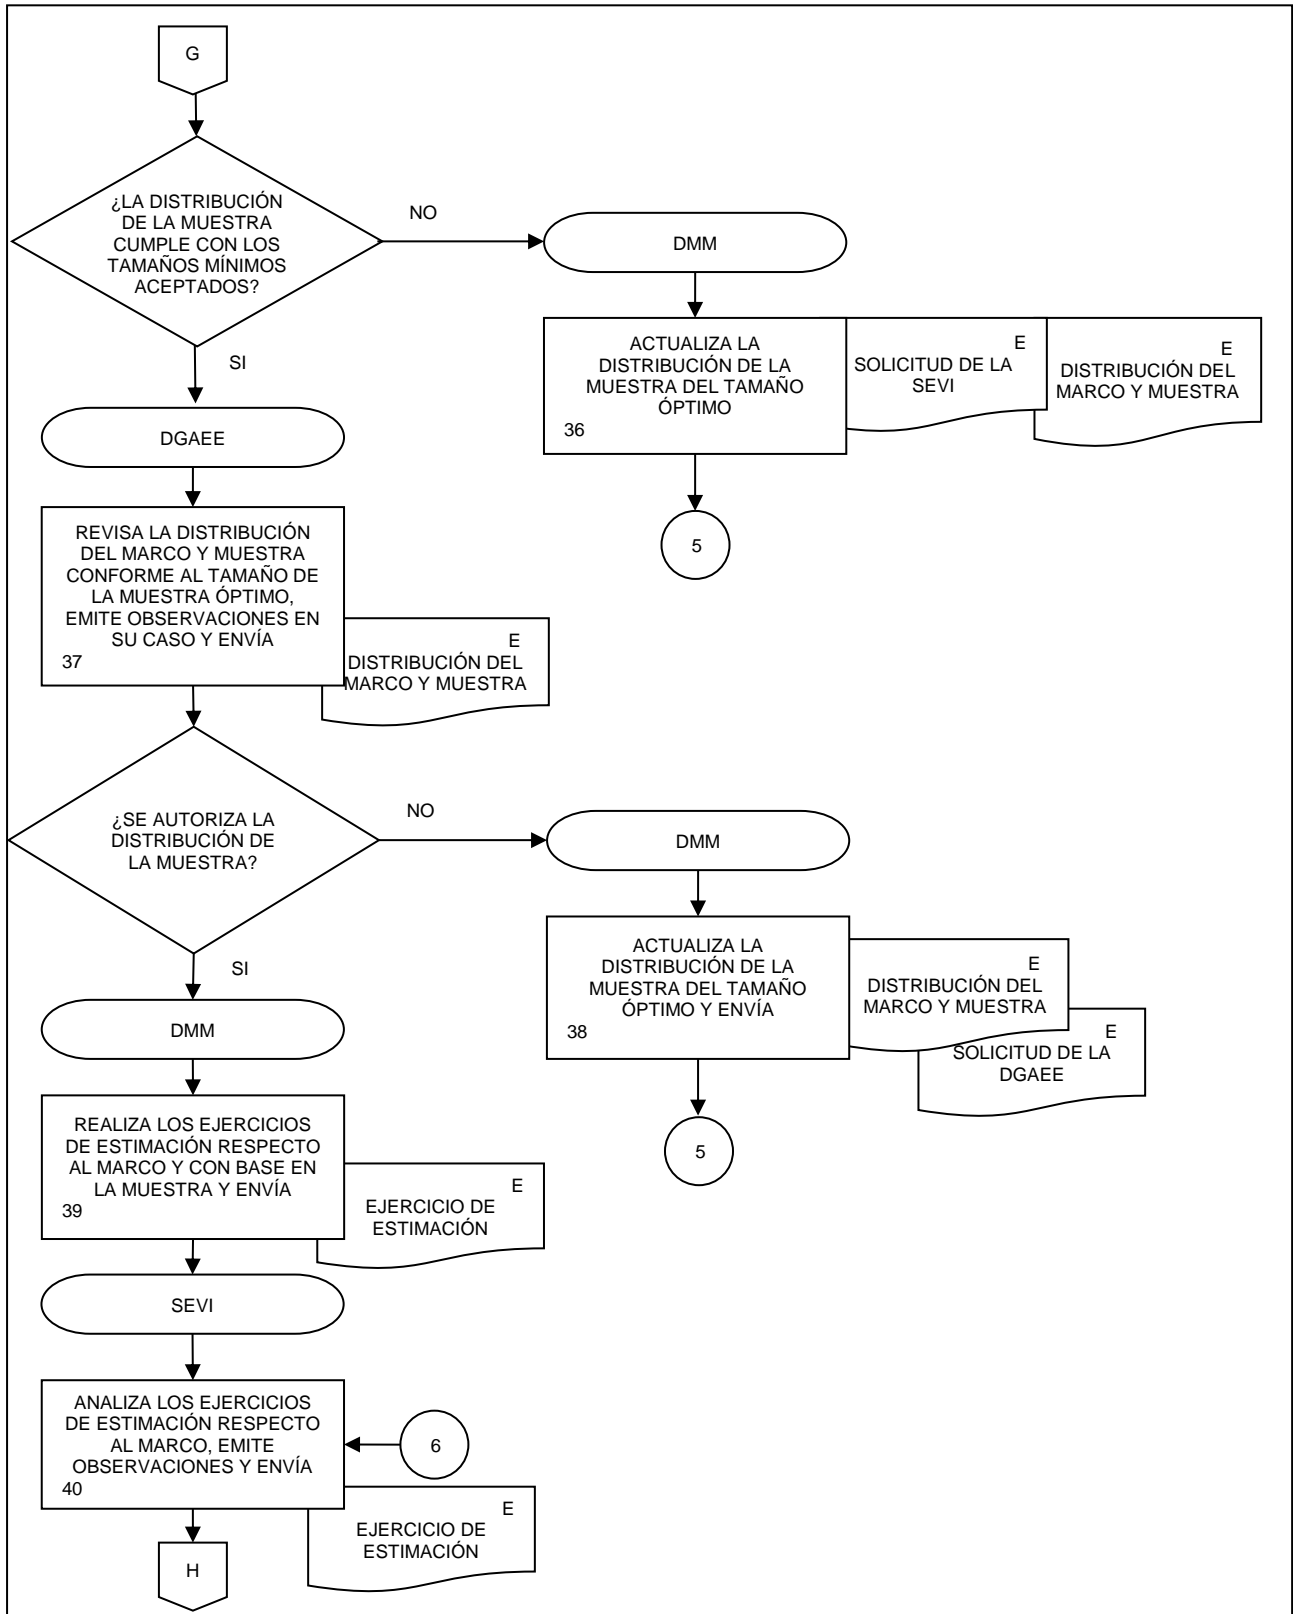 G
¿LA DISTRIBUCIÓN
DE LA MUESTRA
CUMPLE CON LOS
TAMAÑOS MÍNIMOS
ACEPTADOS?
NO
DMM
ACTUALIZA LA
DISTRIBUCIÓN DE LA
MUESTRA DEL TAMAÑO
ÓPTIMO
36
E
SOLICITUD DE LA
SEVI
E
DISTRIBUCIÓN DEL
MARCO Y MUESTRA
5
SI
DGAEE
REVISA LA DISTRIBUCIÓN
DEL MARCO Y MUESTRA
CONFORME AL TAMAÑO DE
LA MUESTRA ÓPTIMO,
EMITE OBSERVACIONES EN
SU CASO Y ENVÍA
37
E
DISTRIBUCIÓN DEL
MARCO Y MUESTRA
¿SE AUTORIZA LA
DISTRIBUCIÓN DE
LA MUESTRA?
NO
DMM
ACTUALIZA LA
DISTRIBUCIÓN DE LA
MUESTRA DEL TAMAÑO
ÓPTIMO Y ENVÍA
38
E
DISTRIBUCIÓN DEL
MARCO Y MUESTRA
E
SOLICITUD DE LA
DGAEE
5
SI
DMM
REALIZA LOS EJERCICIOS
DE ESTIMACIÓN RESPECTO
AL MARCO Y CON BASE EN
LA MUESTRA Y ENVÍA
39
E
EJERCICIO DE
ESTIMACIÓN
SEVI
ANALIZA LOS EJERCICIOS
DE ESTIMACIÓN RESPECTO
AL MARCO, EMITE
OBSERVACIONES Y ENVÍA
40
6
E
EJERCICIO DE
ESTIMACIÓN
H